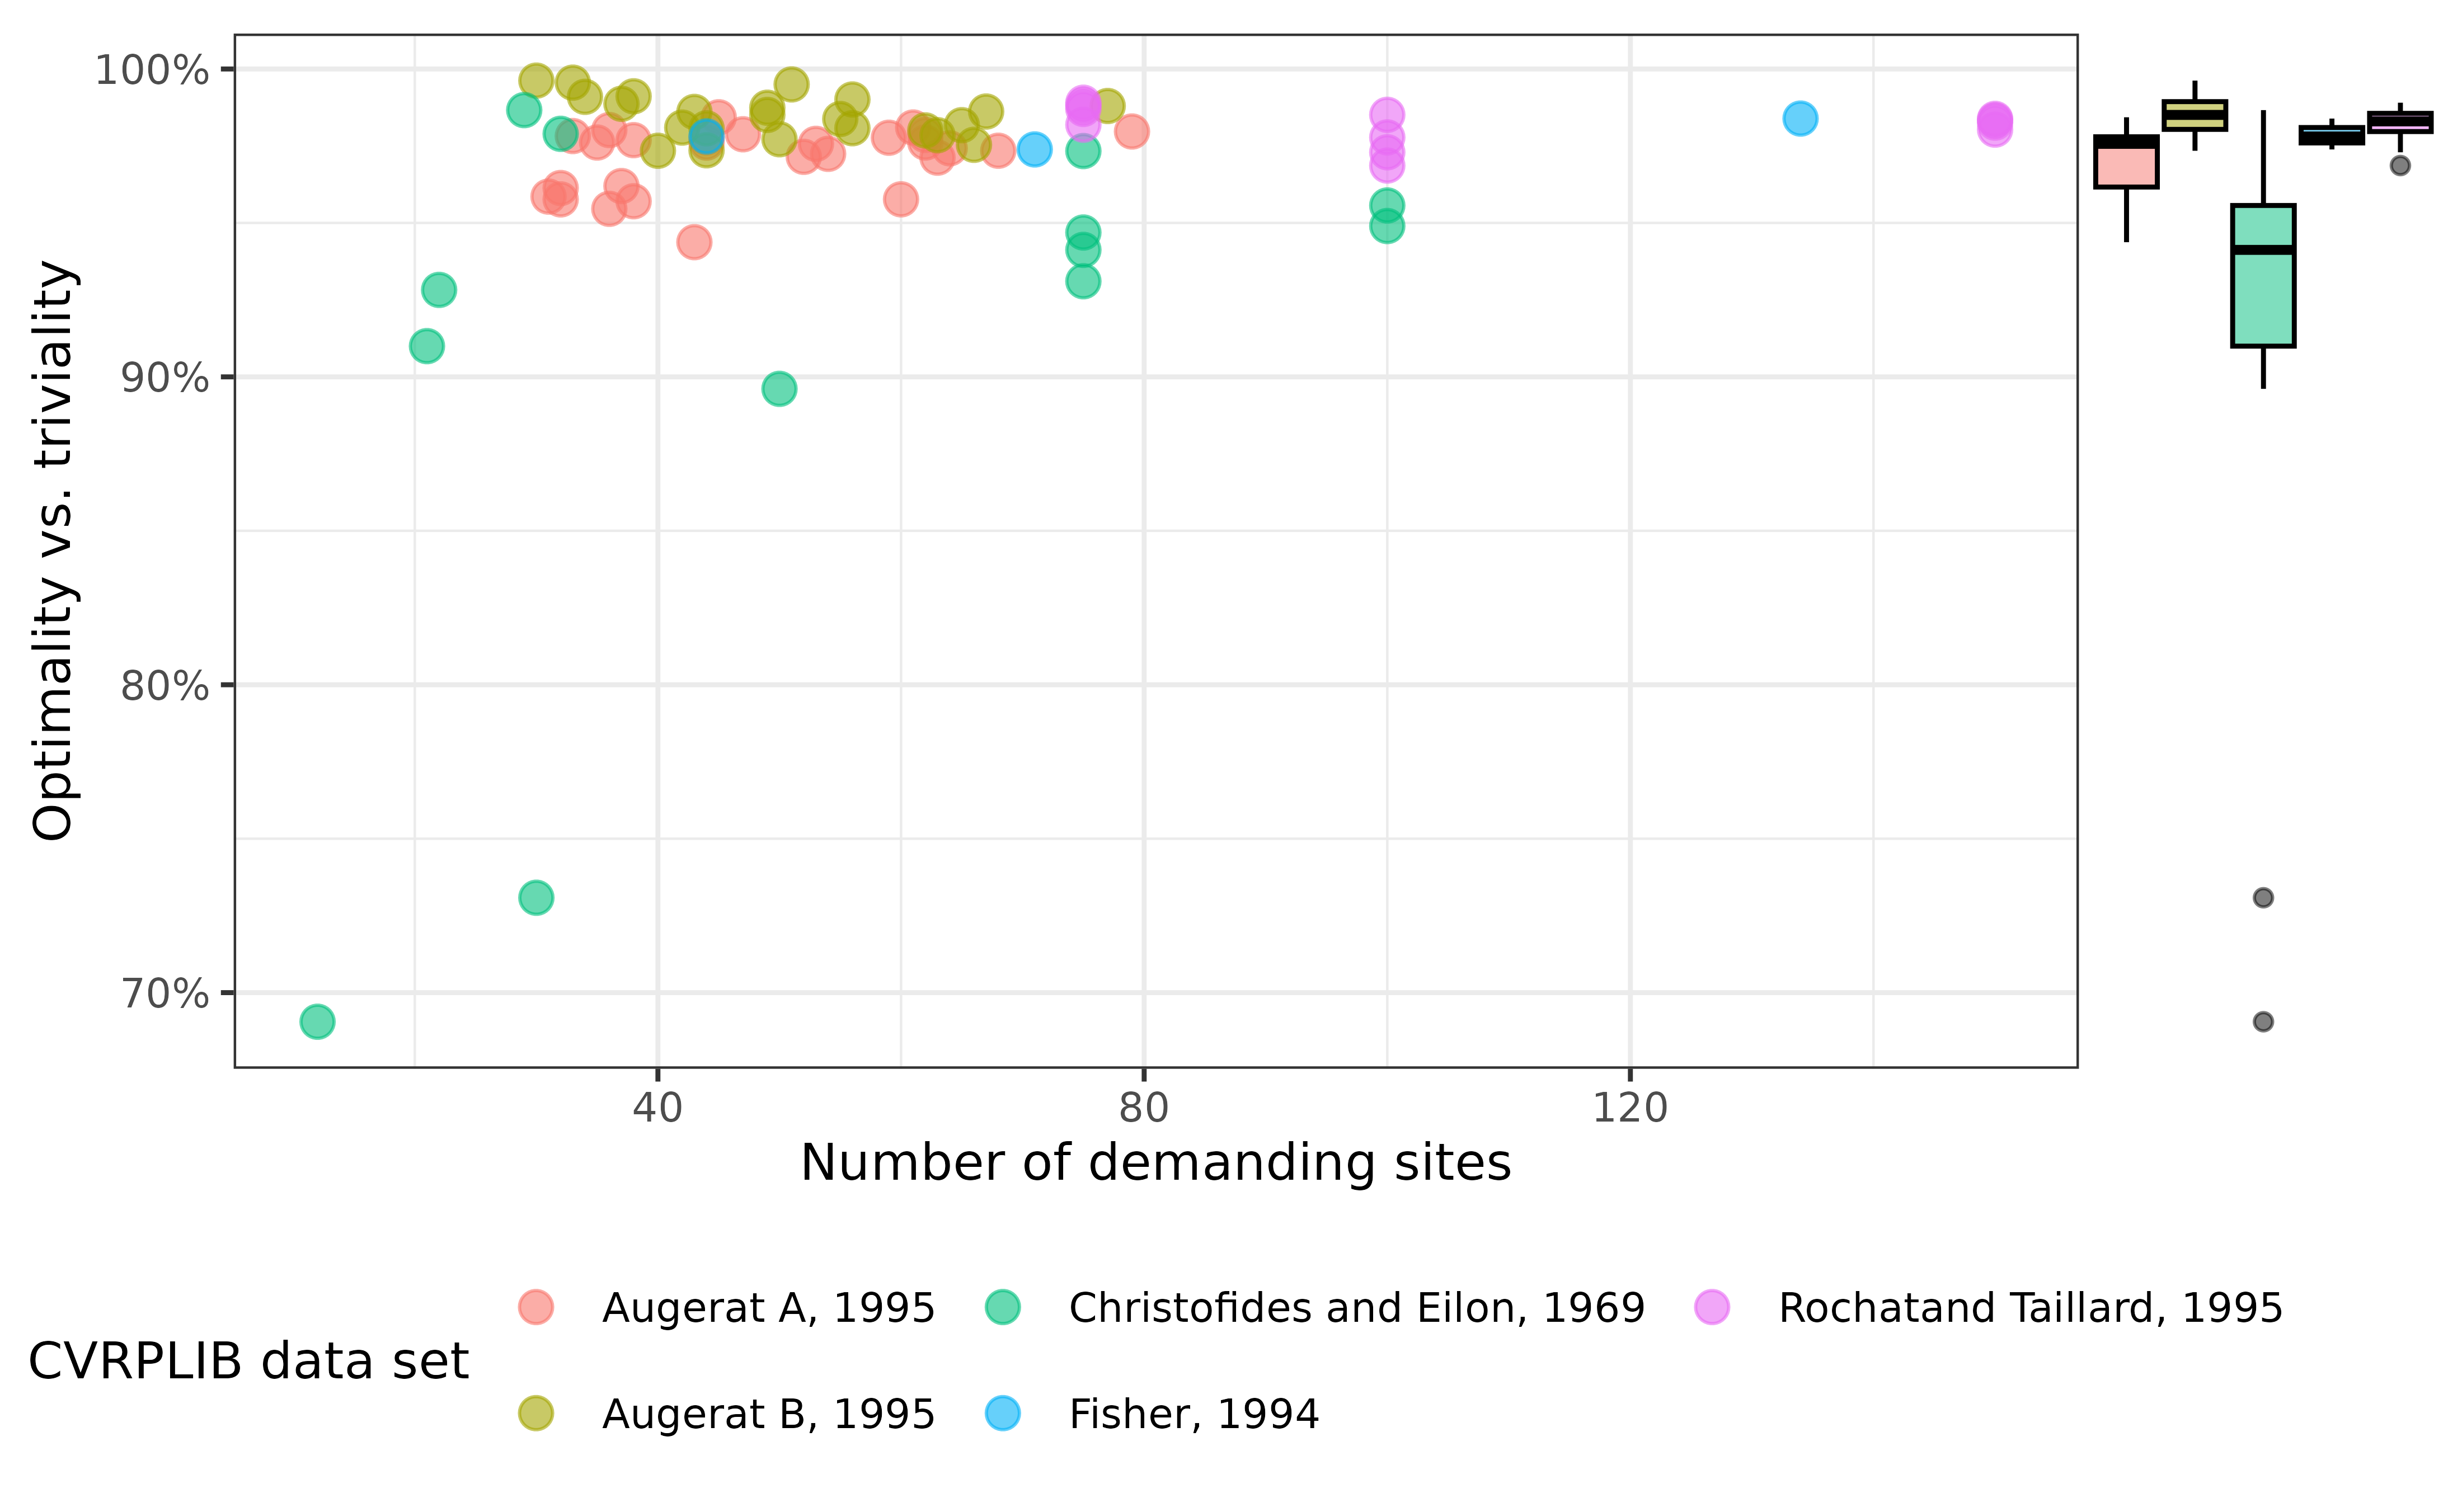 100%
90%
80%
70%
Optimality vs. triviality
40 80 120
Number of demanding sites
CVRPLIB data set
Augerat A, 1995
Augerat B, 1995
Christofides and Eilon, 1969
Fisher, 1994
Rochatand Taillard, 1995